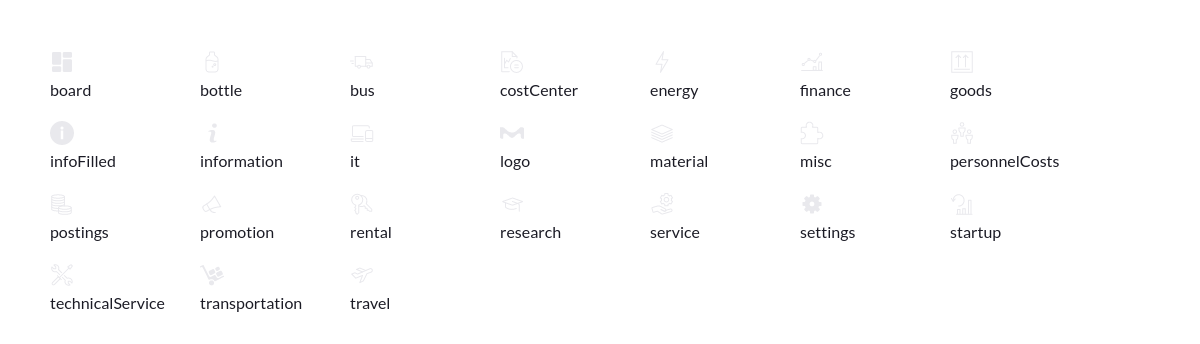 board bottle bus costCenter energy finance goods
infoFilled information it logo material misc personnelCosts
postings promotion rental research service settings startup
technicalService transportation travel